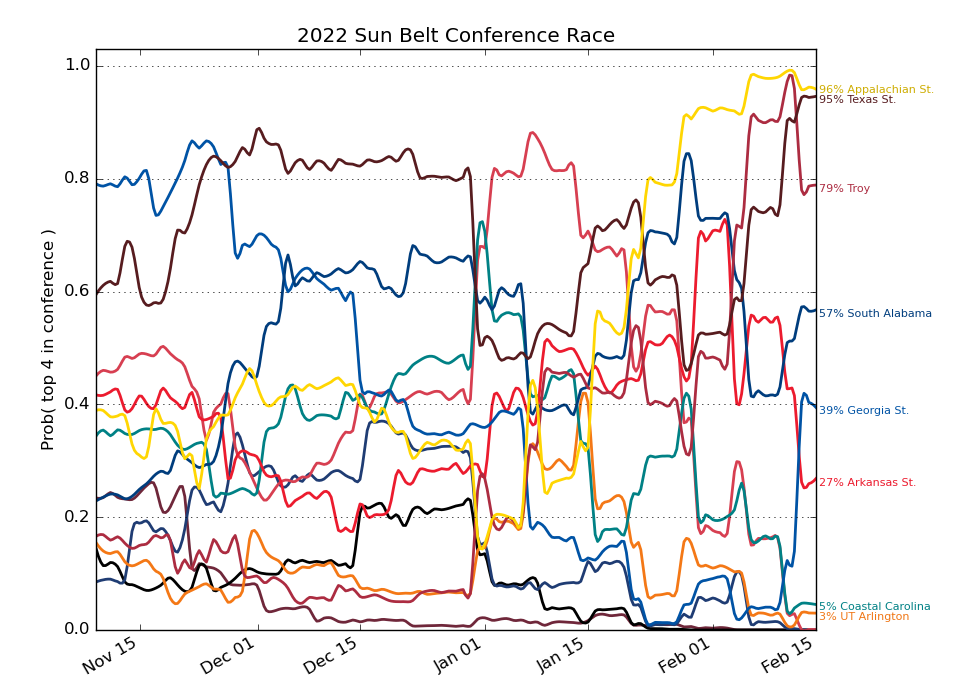 2022 Sun Belt Conference Race
Prob( top 4 in conference )
1.0
0.8
0.6
0.4
0.2
0.0
Nov 15
Dec 01
Dec 15
Jan 01
Jan 15
Feb 01
Feb 15
96% Appalachian St.
95% Texas St.
79% Troy
57% South Alabama
39% Georgia St.
27% Arkansas St.
5% Coastal Carolina
3% UT Arlington